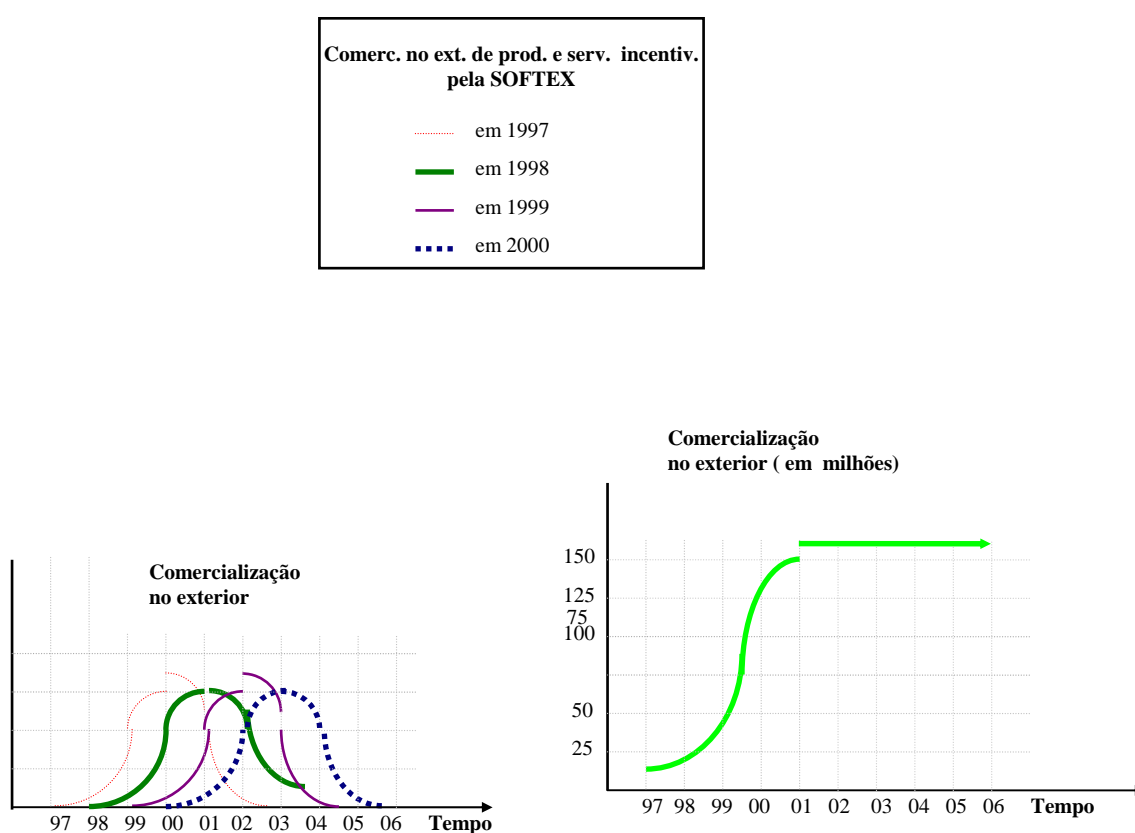 Comerc. no ext. de prod. e serv. incentiv.
pela SOFTEX
em 1997
em 1998
em 1999
em 2000
Comercialização
no exterior
97 98 99 00 01 02 03 04 05 06 Tempo
Comercialização
no exterior ( em milhões)
150
125
75
100
50
25
97 98 99 00 01 02 03 04 05 06 Tempo